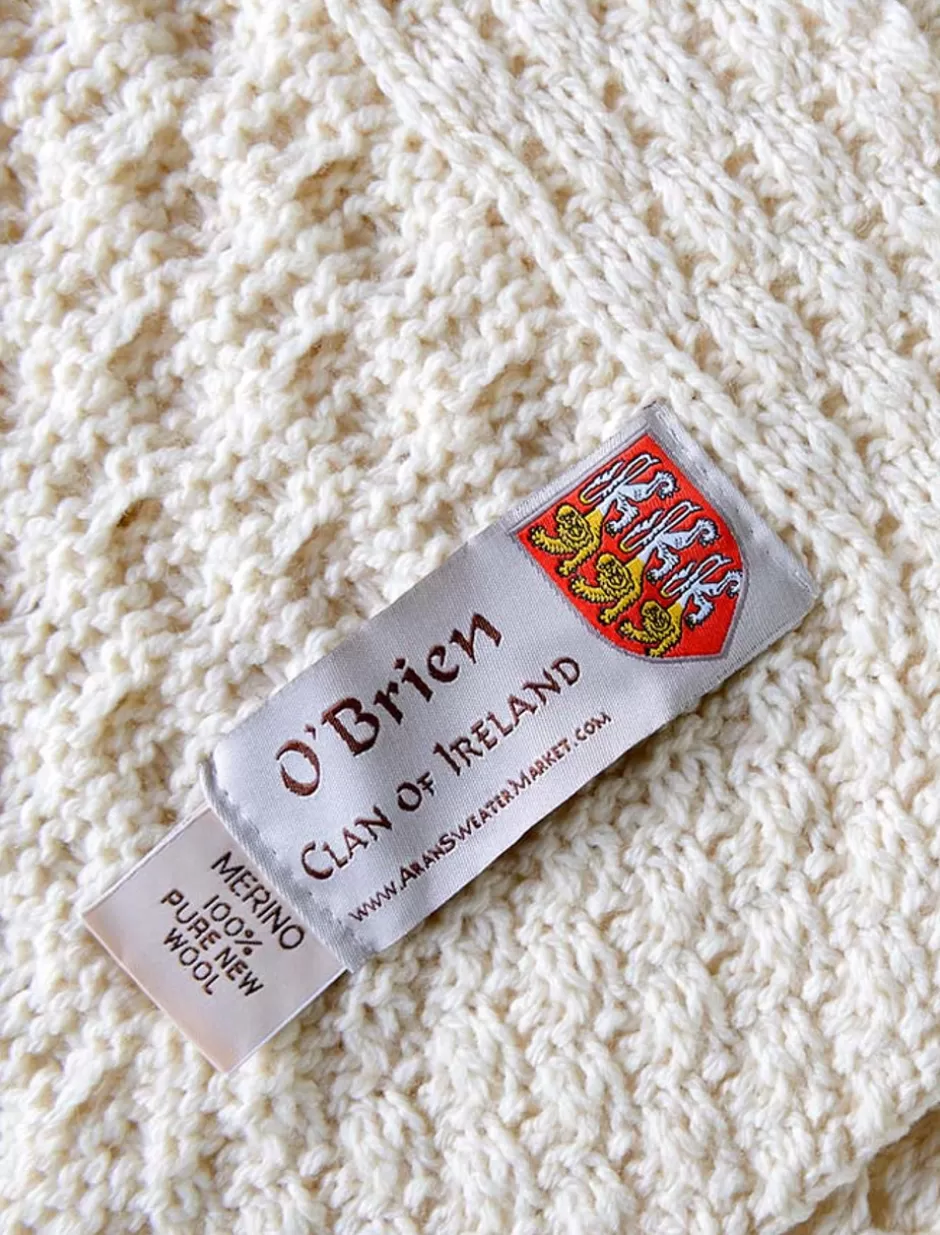 O'Brien
CLAN OF IRELAND
WWW.ARANSWEATERMARKET.COM
MERINO
100%
PURE NEW
WOOL